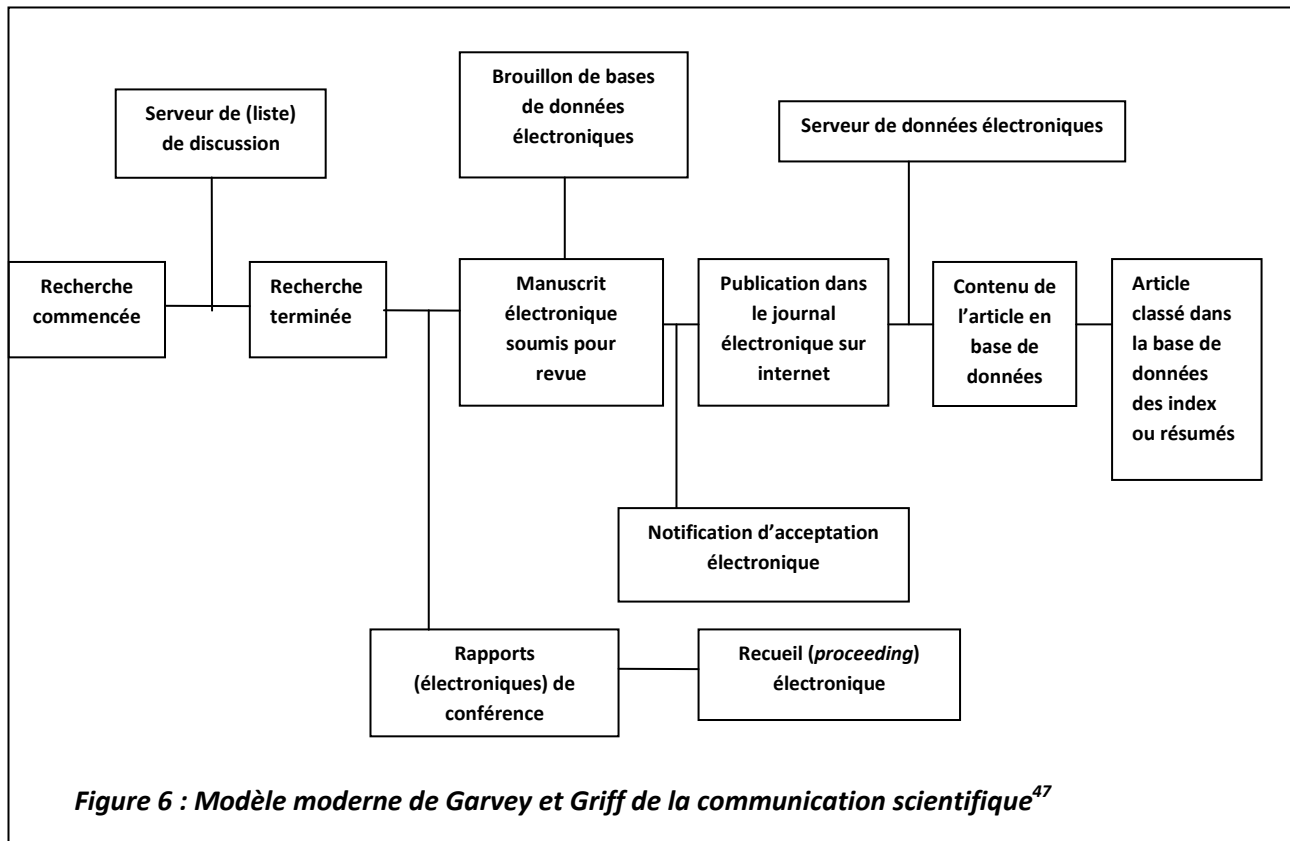 Brouillon de bases
de données
électroniques
Serveur de (liste)
de discussion
Serveur de données électroniques
Recherche
commencée
Recherche
terminée
Manuscrit
électronique
soumis pour
revue
Publication dans
le journal
électronique sur
internet
Contenu de
l’article en
base de
données
Article
classé dans
la base de
données
des index
ou résumés
Notification d’acceptation
électronique
Rapports
(électroniques) de
conférence
Recueil (proceeding)
électronique
Figure 6 : Modèle moderne de Garvey et Griff de la communication scientifique47